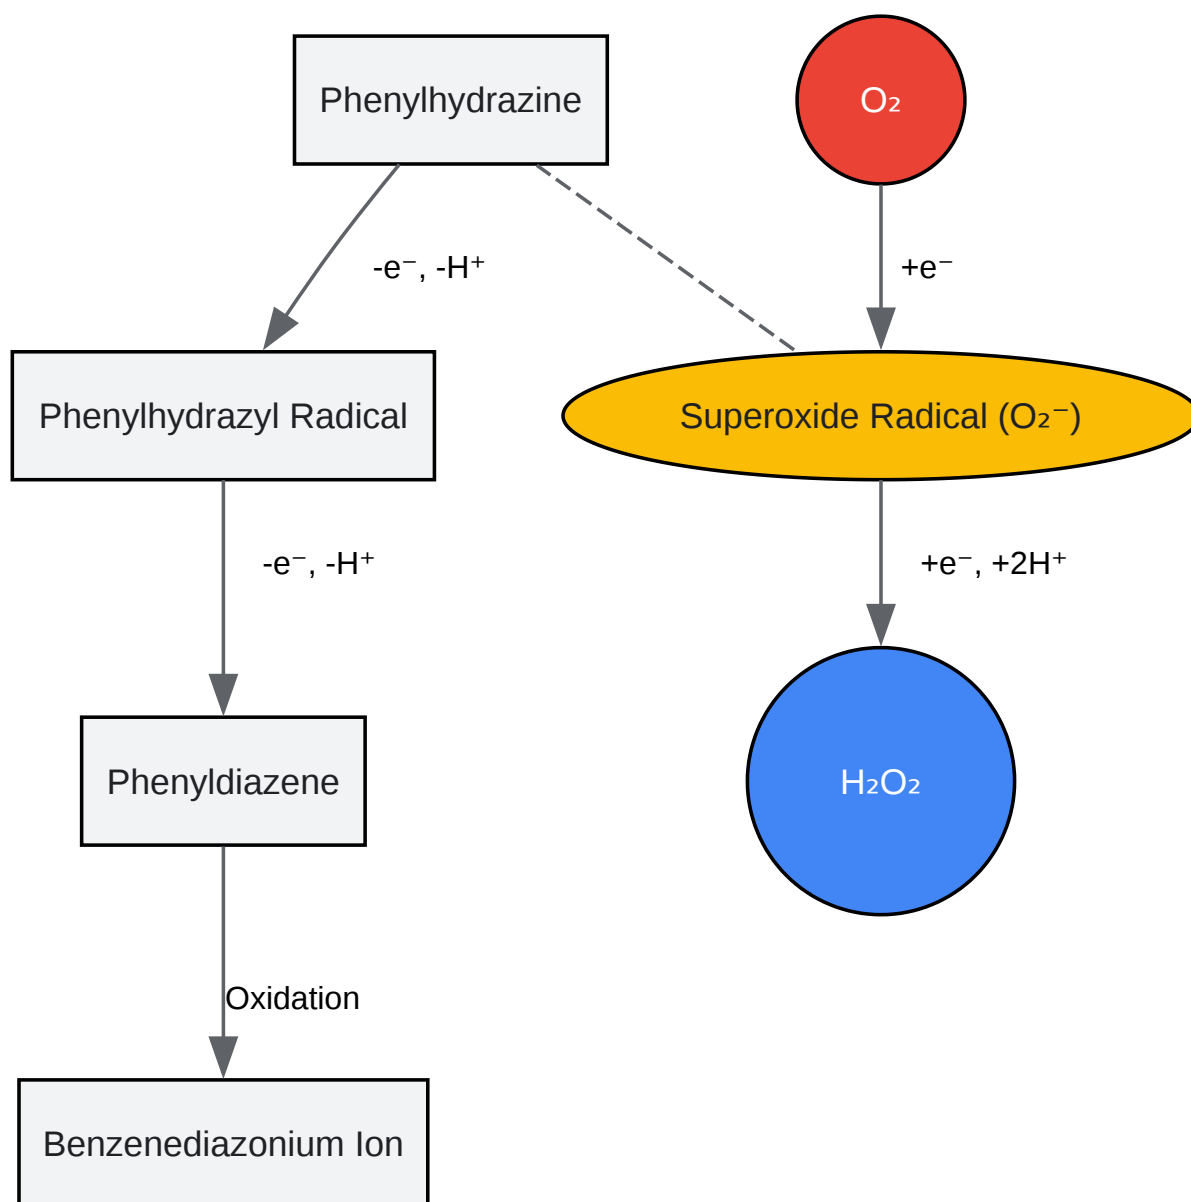 Phenylhydrazine
O₂
-e⁻, -H⁺
+e⁻
Phenylhydrazyl Radical
Superoxide Radical (O₂⁻)
-e⁻, -H⁺
+e⁻, +2H⁺
Phenyldiazene
H₂O₂
Oxidation
Benzenediazonium Ion